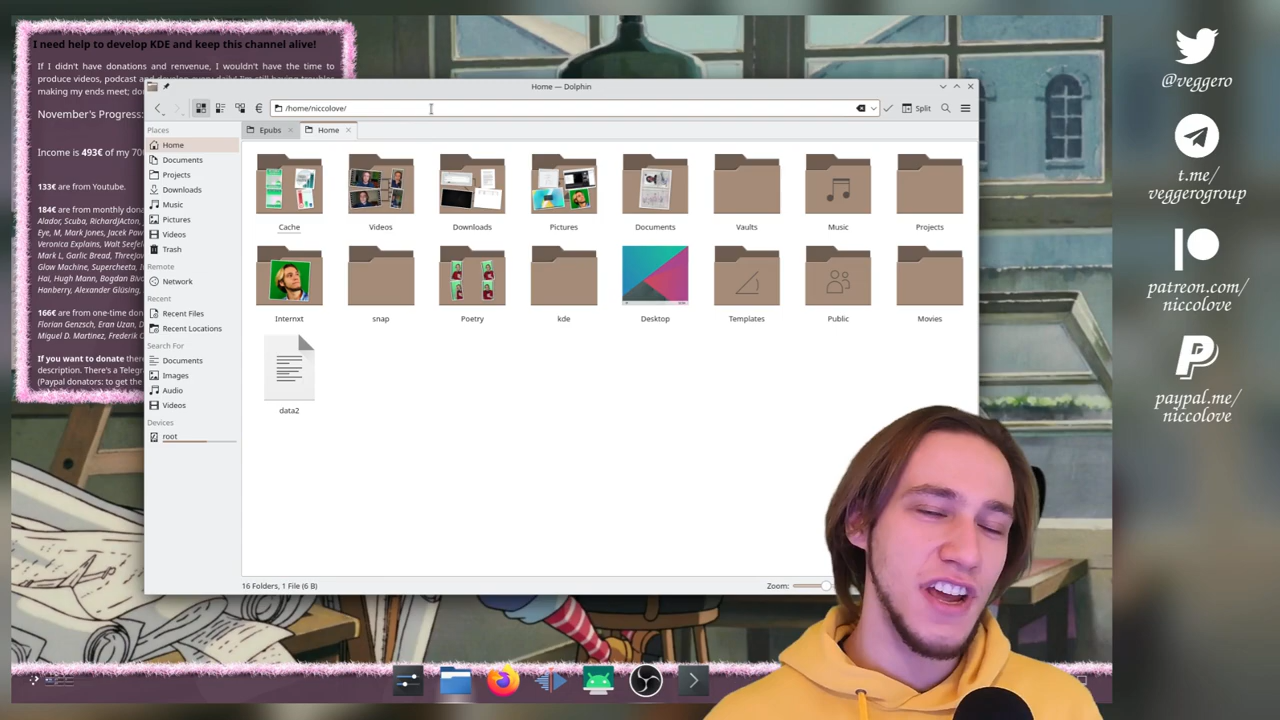 I need help to develop KDE and keep this channel alive!
If I didn't have donations and renvenue, I wouldn't have the time to
produce videos, podcast and
making my ends meet; do
November's Progress:
Income is 493€ of my 70
133€ are from Youtube.
184€ are from monthly don
Alador, Scuba, RichardJActon,
Eye, M, Mark Jones, Jacek Paw
Veronica Explains, Walt Seefel
Mark L, Garlic Bread, ThreeJav
Glow Machine, Supercheeta, I
Hai, Hugh Mann, Bogdan Biv
Hanberry, Alexander Glüsing,
166€ are from one-time don
Florian Genzsch, Eran Uzan, D
Miguel D. Martinez, Frederik C
If you want to donate there
description. There's a Teleg
(Paypal donators: to get the
Home — Dolphin
/home/niccolove/
Split
Epubs
Home
Places
Home
Documents
Projects
Downloads
Music
Pictures
Videos
Trash
Remote
Network
Recent
Recent Files
Recent Locations
Search For
Documents
Images
Audio
Videos
Devices
root
Cache
Videos
Downloads
Pictures
Documents
Vaults
Music
Projects
Internxt
snap
Poetry
kde
Desktop
Templates
Public
Movies
data2
16 Folders, 1 File (6 B)
Zoom:
@veggero
t.me/
veggerogroup
patreon.com/
niccolove
paypal.me/
niccolove